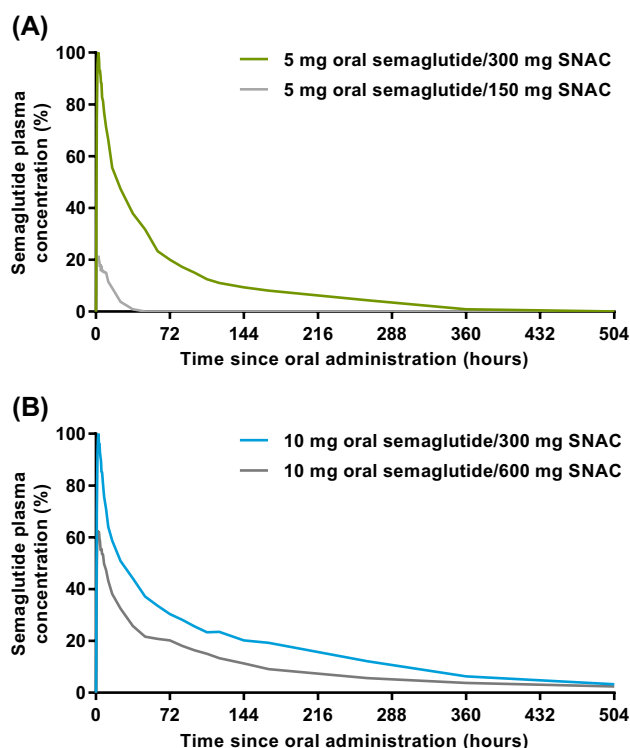 (A)
5 mg oral semaglutide/300 mg SNAC
5 mg oral semaglutide/150 mg SNAC
Semaglutide plasma
concentration (%)
100
80
60
40
20
0
0 72 144 216 288 360 432 504
Time since oral administration (hours)
(B)
10 mg oral semaglutide/300 mg SNAC
10 mg oral semaglutide/600 mg SNAC
Semaglutide plasma
concentration (%)
100
80
60
40
20
0
0 72 144 216 288 360 432 504
Time since oral administration (hours)